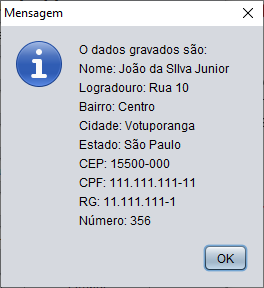 Mensagem
O dados gravados são:
Nome: João da SIlva Junior
Logradouro: Rua 10
Bairro: Centro
Cidade: Votuporanga
Estado: São Paulo
CEP: 15500-000
CPF: 111.111.111-11
RG: 11.111.111-1
Número: 356
OK